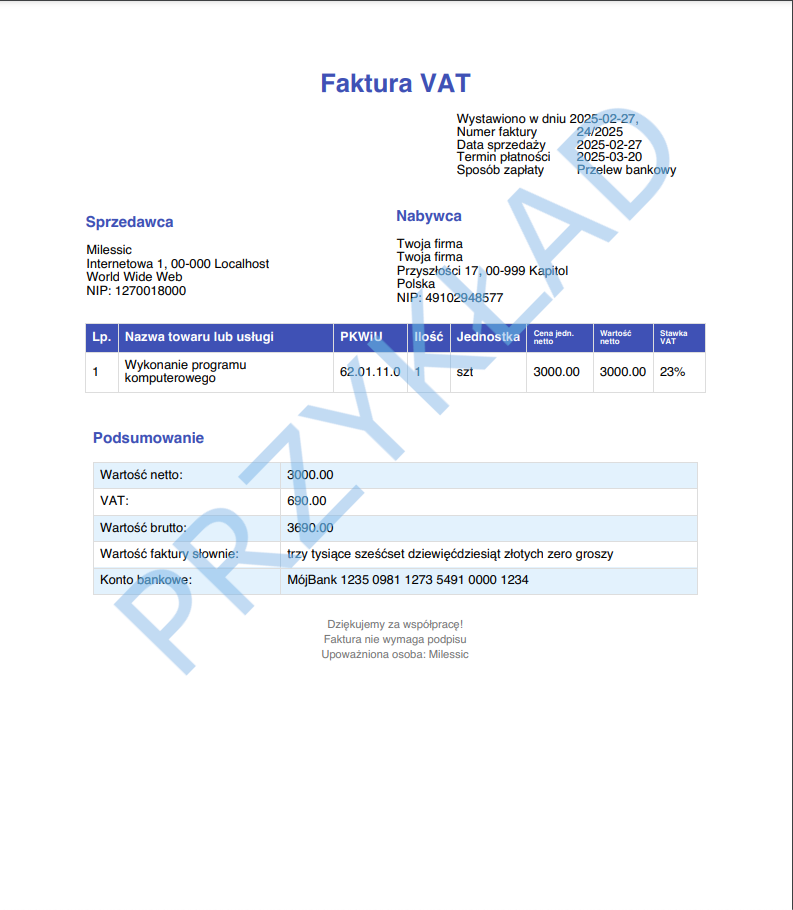 Faktura VAT
Wystawiono w dniu 2025-02-27,
Numer faktury 24/2025
Data sprzedaży 2025-02-27
Termin płatności 2025-03-20
Sposób zapłaty Przelew bankowy
Sprzedawca
Milessic
Internetowa 1, 00-000 Localhost
World Wide Web
NIP: 1270018000
Nabywca
Twoja firma
Twoja firma
Przyszłości 17, 00-999 Kapitol
Polska
NIP: 49102948577
Lp. Nazwa towaru lub usługi PKWiU Ilość Jednostka Cena jedn. netto Wartość netto Stawka VAT
1 Wykonanie programu komputerowego 62.01.11.0 1 szt 3000.00 3000.00 23%
Podsumowanie
Wartość netto: 3000.00
VAT: 690.00
Wartość brutto: 3690.00
Wartość faktury słownie: trzy tysiące sześćset dziewięćdziesiąt złotych zero groszy
Konto bankowe: MójBank 1235 0981 1273 5491 0000 1234
Dziękujemy za współpracę!
Faktura nie wymaga podpisu
Upoważniona osoba: Milessic
PRZYKŁAD